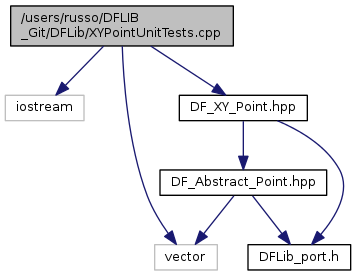 /users/russo/DFLIB
_Git/DFLib/XYPointUnitTests.cpp
iostream
DF_XY_Point.hpp
DF_Abstract_Point.hpp
vector
DFLib_port.h